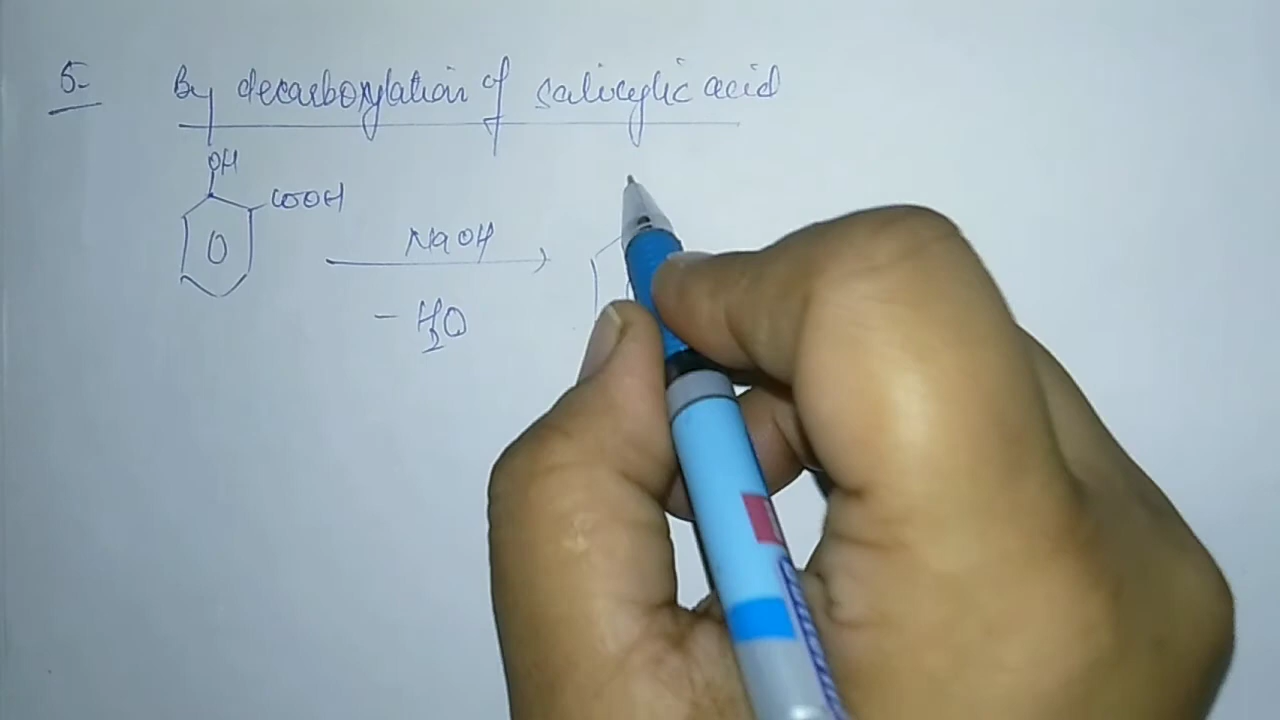 5-
By decarboxylation of salicylic acid
OH
COOH
NaOH
- H2O